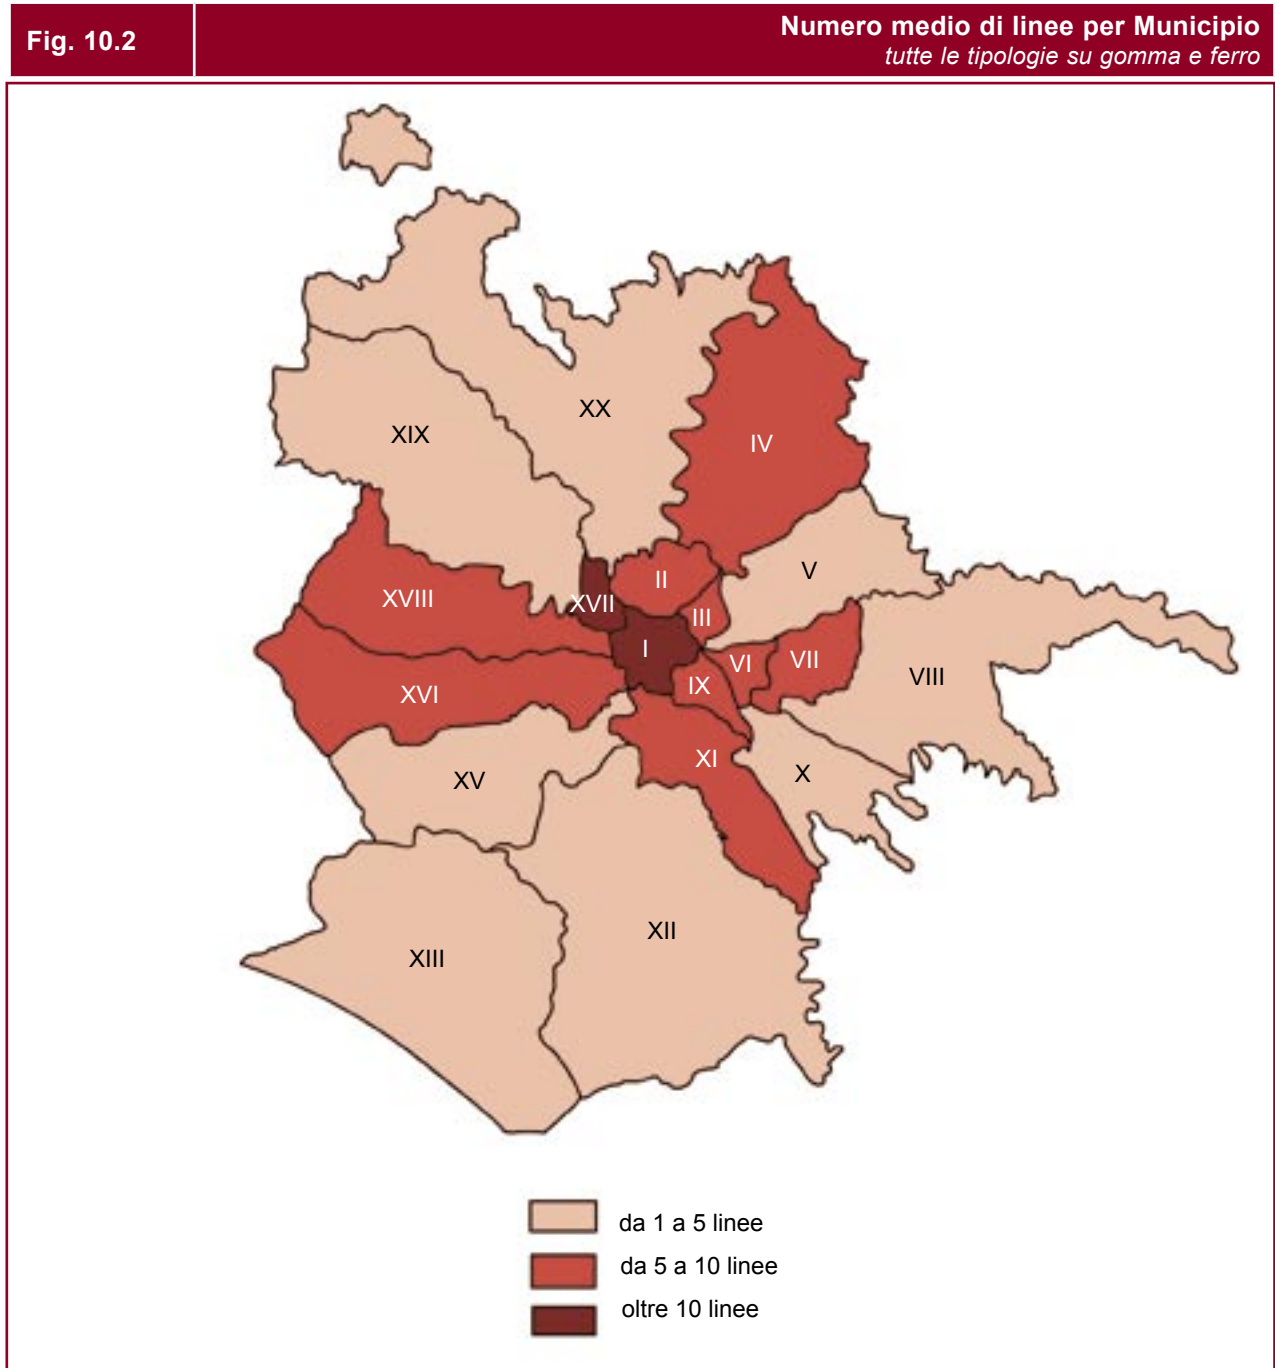 Fig. 10.2
Numero medio di linee per Municipio
tutte le tipologie su gomma e ferro
XX
XIX
IV
V
II
XVIII
XVII
III
I
VI
VII
VIII
IX
XVI
XI
X
XV
XII
XIII
da 1 a 5 linee
da 5 a 10 linee
oltre 10 linee